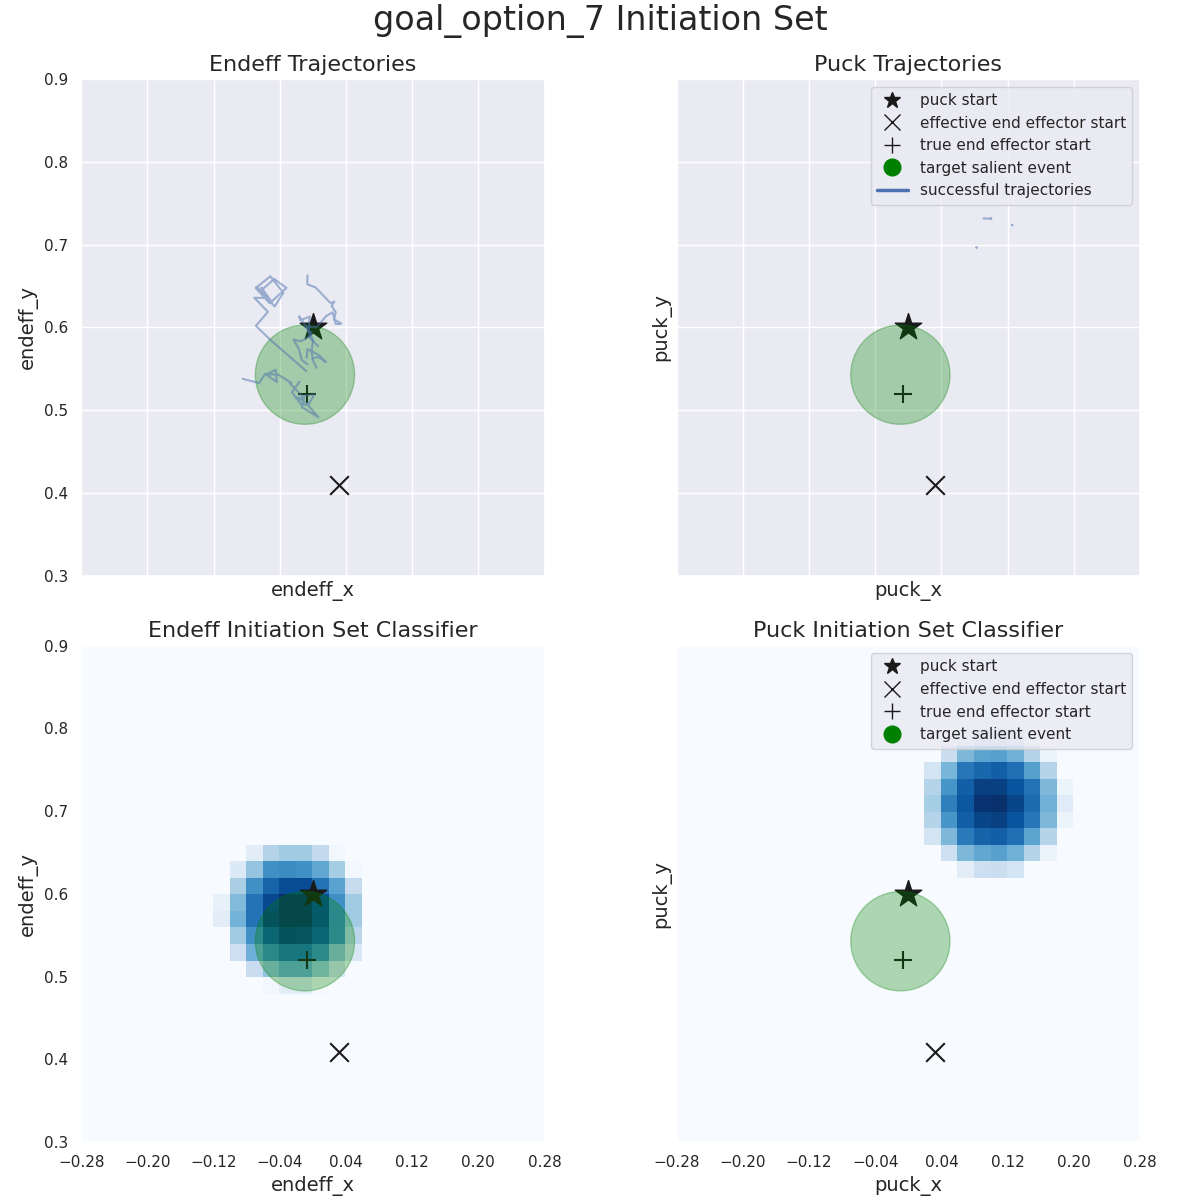 goal_option_7 Initiation Set
Endeff Trajectories
0.9
0.8
0.7
0.6
0.5
0.4
0.3
endeff_y
endeff_x
Puck Trajectories
puck start
effective end effector start
true end effector start
target salient event
successful trajectories
puck_y
puck_x
Endeff Initiation Set Classifier
0.9
0.8
0.7
0.6
0.5
0.4
0.3
endeff_y
−0.28 −0.20 −0.12 −0.04 0.04 0.12 0.20 0.28
endeff_x
Puck Initiation Set Classifier
puck start
effective end effector start
true end effector start
target salient event
puck_y
−0.28 −0.20 −0.12 −0.04 0.04 0.12 0.20 0.28
puck_x